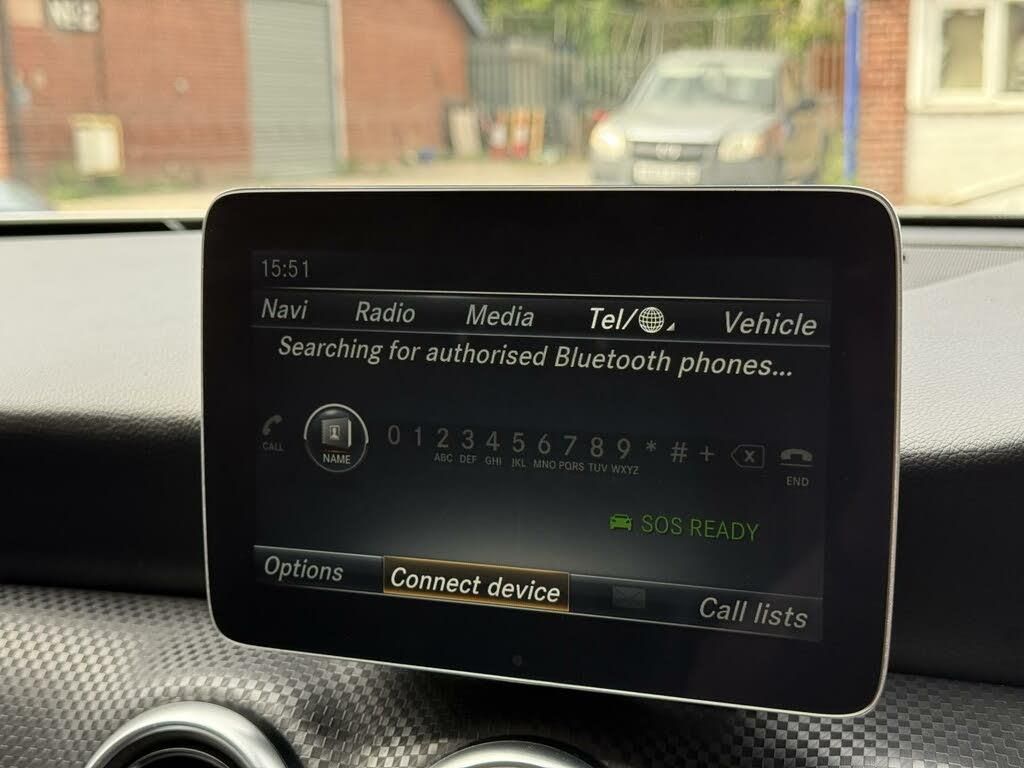 15:51
Navi Radio Media Tel/ Vehicle
Searching for authorised Bluetooth phones...
0 1 2 3 4 5 6 7 8 9 * # +
CALL NAME ABC DEF GHI JKL MNO PQRS TUV WXYZ X END
SOS READY
Options Connect device Call lists